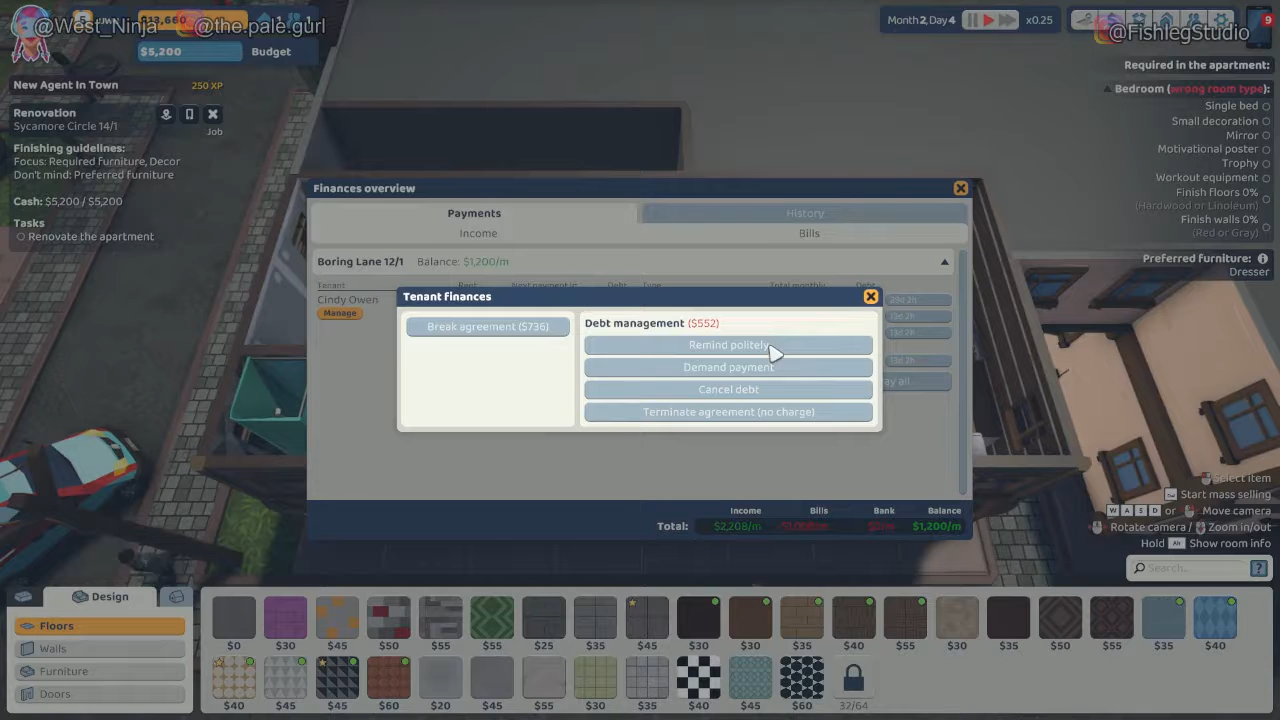 $13,660
@West_Ninja @the.pale.gurl
$5,200 Budget
Month 2, Day 4 x0.25
9
@FishlegStudio
New Agent In Town 250 XP
Renovation
Sycamore Circle 14/1
Job
Finishing guidelines:
Focus: Required furniture, Decor
Don't mind: Preferred furniture
Cash: $5,200 / $5,200
Tasks
Renovate the apartment
Required in the apartment:
Bedroom (wrong room type):
Single bed
Small decoration
Mirror
Motivational poster
Trophy
Workout equipment
Finish floors 0%
(Hardwood or Linoleum)
Finish walls 0%
(Red or Gray)
Preferred furniture:
Dresser
Finances overview
Payments History
Income Bills
Boring Lane 12/1 Balance: $1,200/m
Tenant
Cindy Owen
Manage
Tenant finances
Break agreement ($736)
Debt management ($552)
Remind politely
Demand payment
Cancel debt
Terminate agreement (no charge)
Income Bills Bank Balance
Total: $2,208/m $1,200/m
Select item
Start mass selling
W A S D or Move camera
Rotate camera / Zoom in/out
Hold Alt Show room info
Search... ?
Design
Floors
Walls
Furniture
Doors
$0 $30 $45 $50 $55 $55 $25 $35 $45 $30 $30 $35 $40 $55 $30 $35 $50 $55 $35 $40
$40 $45 $45 $60 $20 $45 $55 $30 $35 $40 $45 $60 32/64